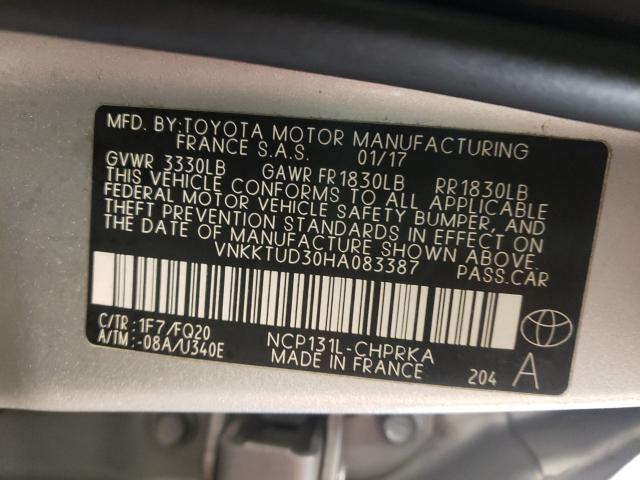 MFD. BY:TOYOTA MOTOR MANUFACTURING
FRANCE S.A.S. 01/17
GVWR 3330LB GAWR FR1830LB RR1830LB
THIS VEHICLE CONFORMS TO ALL APPLICABLE
FEDERAL MOTOR VEHICLE SAFETY BUMPER, AND
THEFT PREVENTION STANDARDS IN EFFECT ON
THE DATE OF MANUFACTURE SHOWN ABOVE.
VNKKTUD30HA083387 PASS.CAR
C/TR: 1F7/FQ20 NCP131L-CHPRKA
A/TM: -08A/U340E MADE IN FRANCE 204 A